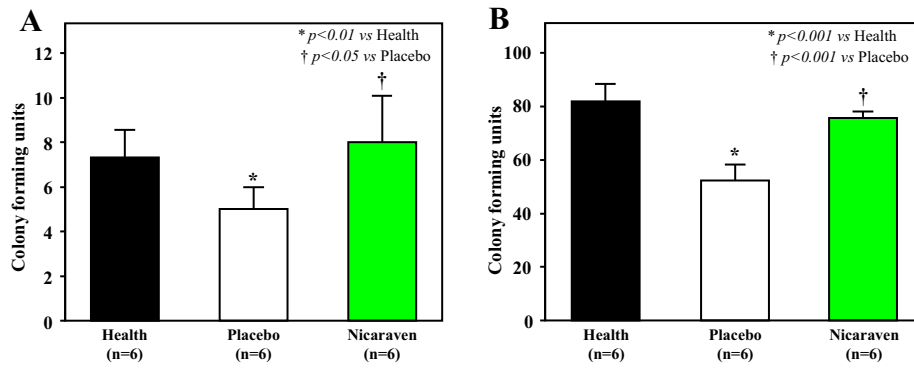 A
* p<0.01 vs Health
† p<0.05 vs Placebo
Colony forming units
12
10
8
6
4
2
0
†
*
Health
(n=6)
Placebo
(n=6)
Nicaraven
(n=6)
B
* p<0.001 vs Health
† p<0.001 vs Placebo
Colony forming units
100
80
60
40
20
0
†
*
Health
(n=6)
Placebo
(n=6)
Nicaraven
(n=6)